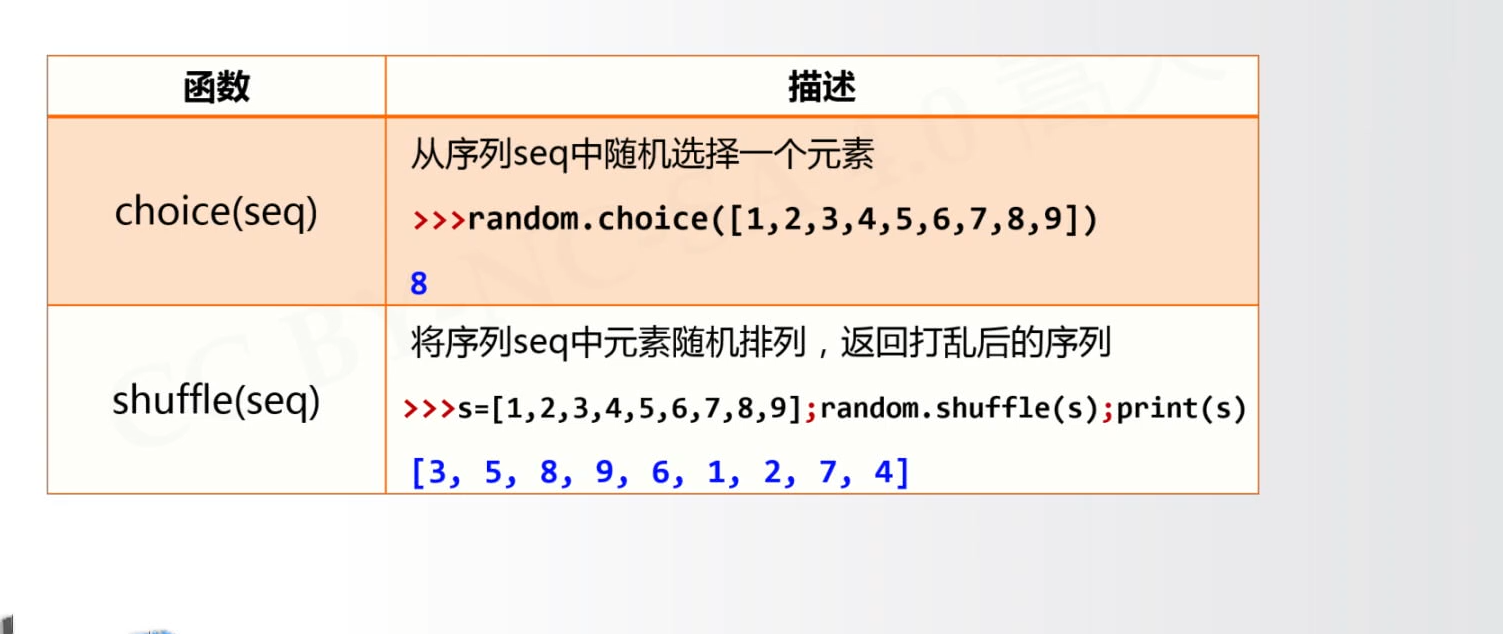 函数 描述
从序列seq中随机选择一个元素
choice(seq)
>>>random.choice([1,2,3,4,5,6,7,8,9])
8
将序列seq中元素随机排列，返回打乱后的序列
shuffle(seq)
>>>s=[1,2,3,4,5,6,7,8,9];random.shuffle(s);print(s)
[3, 5, 8, 9, 6, 1, 2, 7, 4]
CC BY-NC-SA 4.0 嵩天